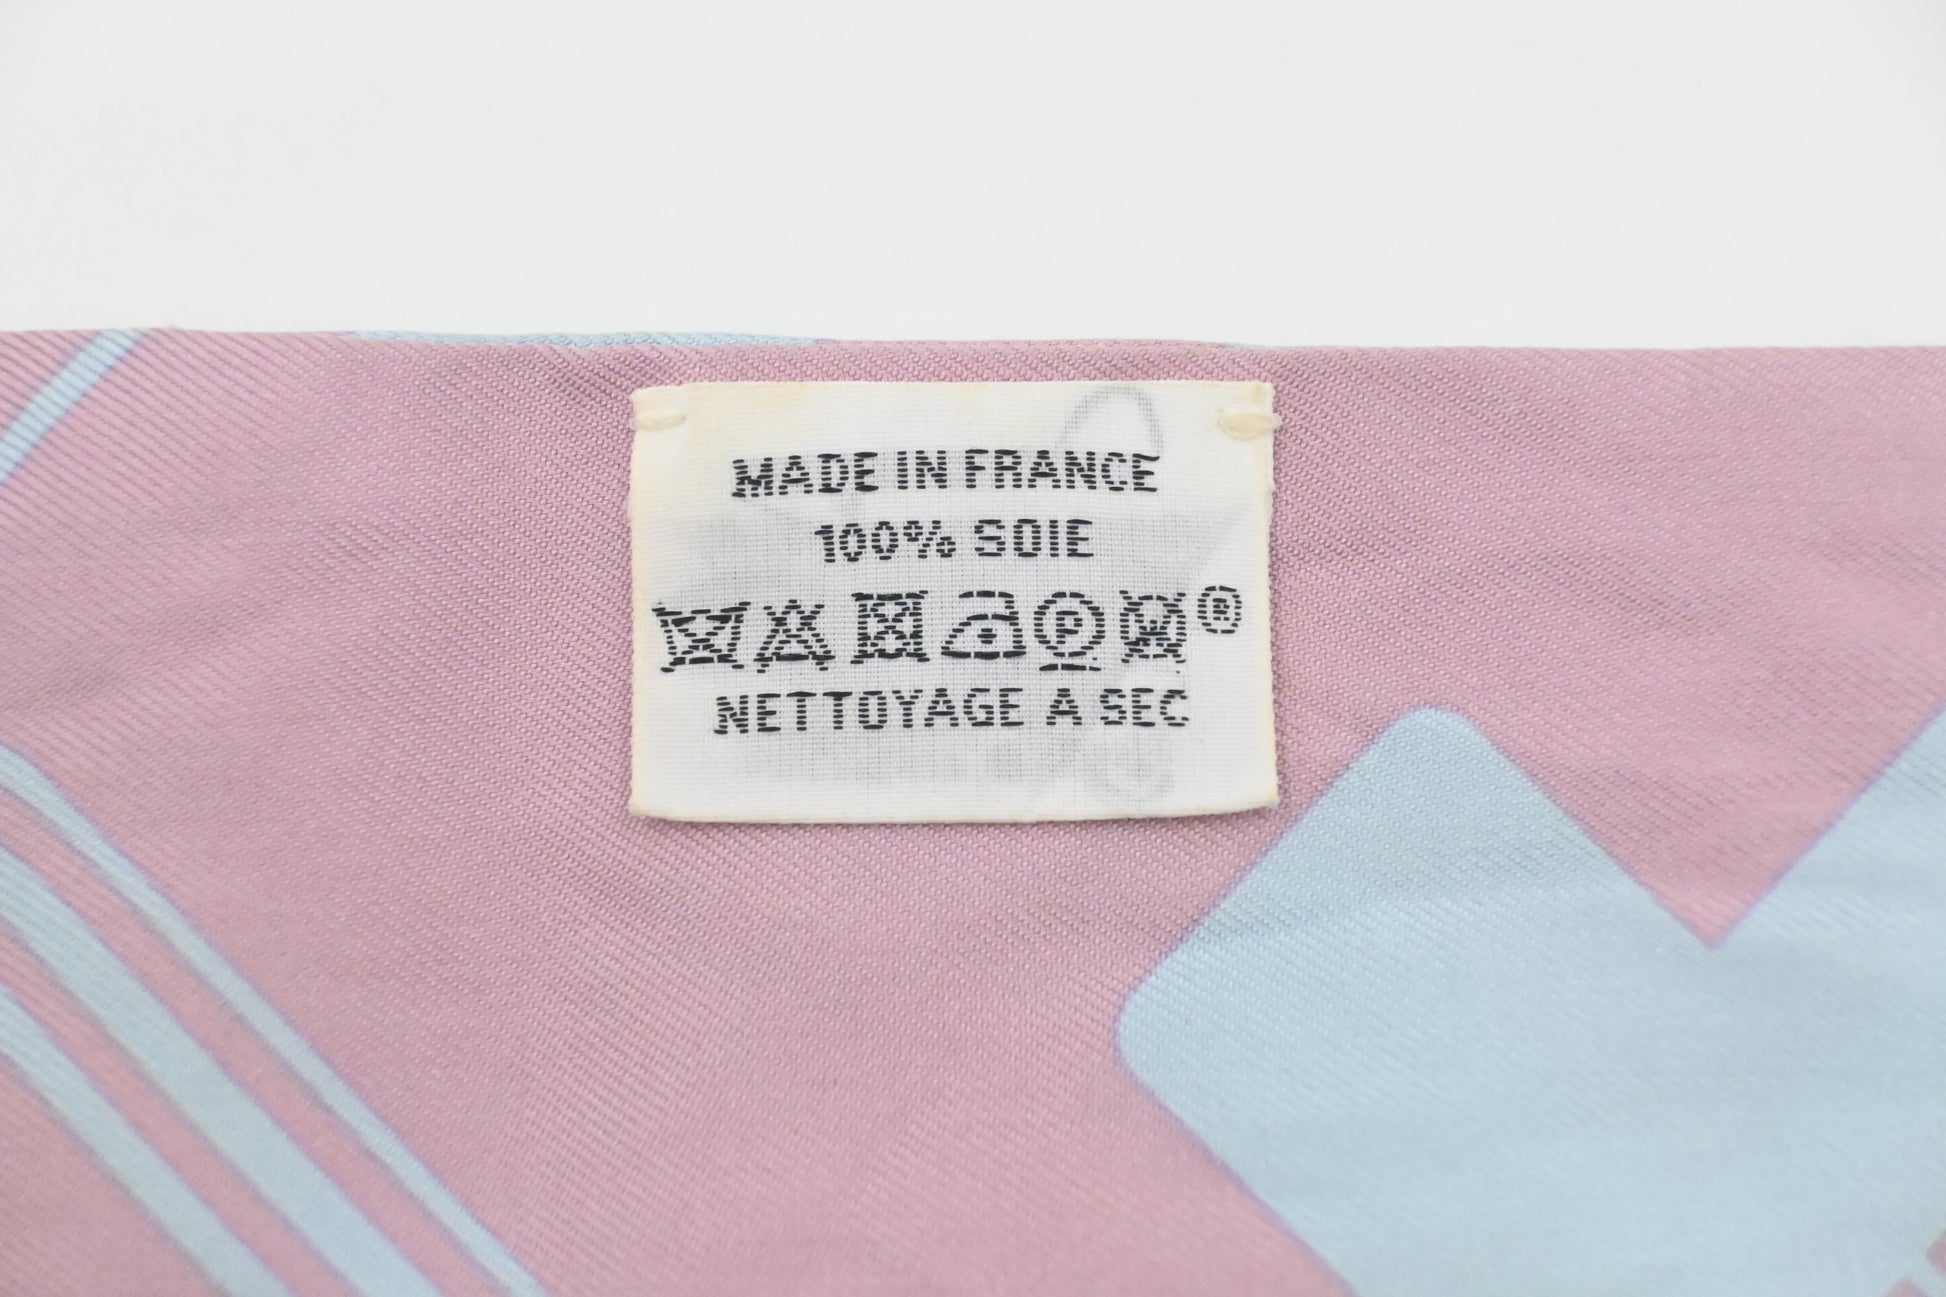 MADE IN FRANCE
100% SOIE
P ®
NETTOYAGE A SEC